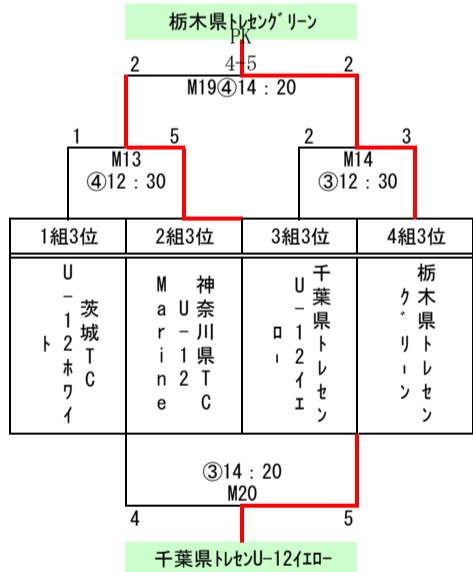 栃木県トレセングリーン
PK
2 4-5 2
M19④14：20
1 5 2 3
M13 M14
④12：30 ③12：30
1組3位 2組3位 3組3位 4組3位
茨城TC
U-12ホワイト
神奈川県TC
U-12
Marine
千葉県トレセン
U-12イエロー
栃木県トレセン
グリーン
③14：20
M20
4 5
千葉県トレセンU-12イエロー